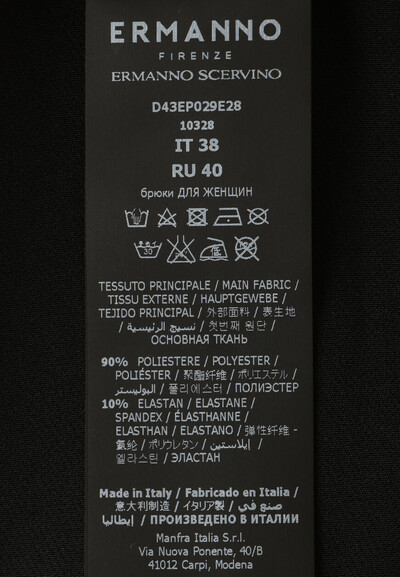 ERMANNO
FIRENZE
ERMANNO SCERVINO
D43EP029E28
10328
IT 38
RU 40
брюки ДЛЯ ЖЕНЩИН
30
TESSUTO PRINCIPALE / MAIN FABRIC /
TISSU EXTERNE / HAUPTGEWEBE /
TEJIDO PRINCIPAL / 外部面料 / 表生地
/ 첫번째 원단 / نسيج الرئيسية /
ОСНОВНАЯ ТКАНЬ
90% POLIESTERE / POLYESTER /
POLIÉSTER / 聚酯纤维 / ポリエステル /
البوليستر / 폴리에스터 / ПОЛИЭСТЕР
10% ELASTAN / ELASTANE /
SPANDEX / ÉLASTHANNE /
ELASTHAN / ELASTANO / 弹性纤维 -
氨纶 / ポリウレタン / إيلاستين /
엘라스틴 / ЭЛАСТАН
Made in Italy / Fabricado en Italia /
意大利制造 / イタリア製 / صنع في
إيطاليا / ПРОИЗВЕДЕНО В ИТАЛИИ
Manfra Italia S.r.l.
Via Nuova Ponente, 40/B
41012 Carpi, Modena